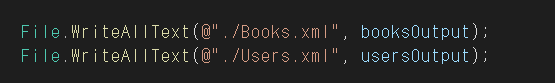 File.WriteAllText(@"./Books.xml", booksOutput);
File.WriteAllText(@"./Users.xml", usersOutput);